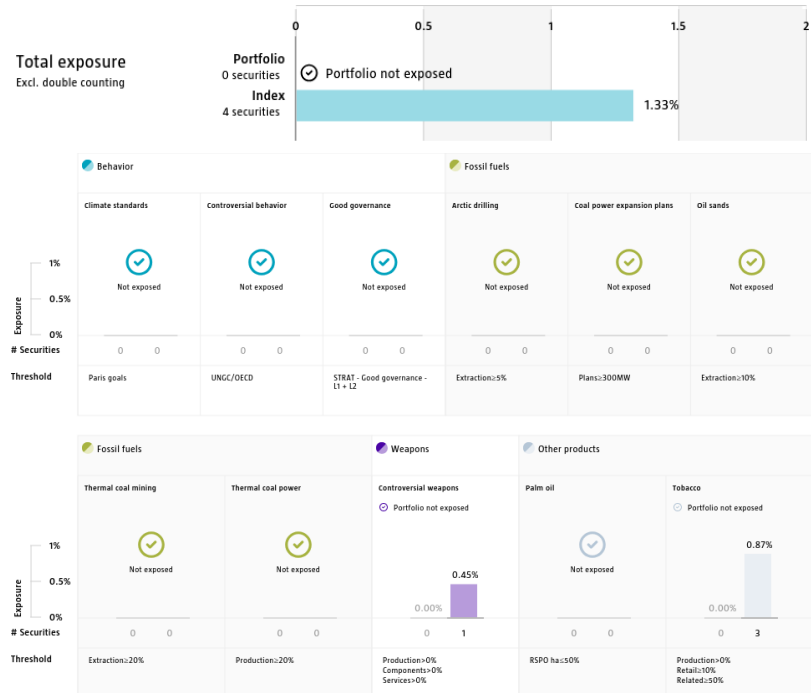 0 0.5 1 1.5 2
Total exposure
Excl. double counting
Portfolio
0 securities
Portfolio not exposed
Index
4 securities
1.33%
Behavior
Fossil fuels
Climate standards
Controversial behavior
Good governance
Arctic drilling
Coal power expansion plans
Oil sands
Not exposed
Not exposed
Not exposed
Not exposed
Not exposed
Not exposed
Exposure
1%
0.5%
0%
# Securities
0 0
0 0
0 0
0 0
0 0
0 0
Threshold
Paris goals
UNGC/OECD
STRAT - Good governance -
L1 + L2
Extraction≥5%
Plans≥300MW
Extraction≥10%
Fossil fuels
Weapons
Other products
Thermal coal mining
Thermal coal power
Controversial weapons
Palm oil
Tobacco
Portfolio not exposed
Portfolio not exposed
Not exposed
Not exposed
Not exposed
Exposure
1%
0.5%
0%
0.00%
0.45%
0.00%
0.87%
# Securities
0 0
0 0
0 1
0 0
0 3
Threshold
Extraction≥20%
Production≥20%
Production>0%
Components>0%
Services>0%
RSPO ha≤50%
Production>0%
Retail≥10%
Related≥50%